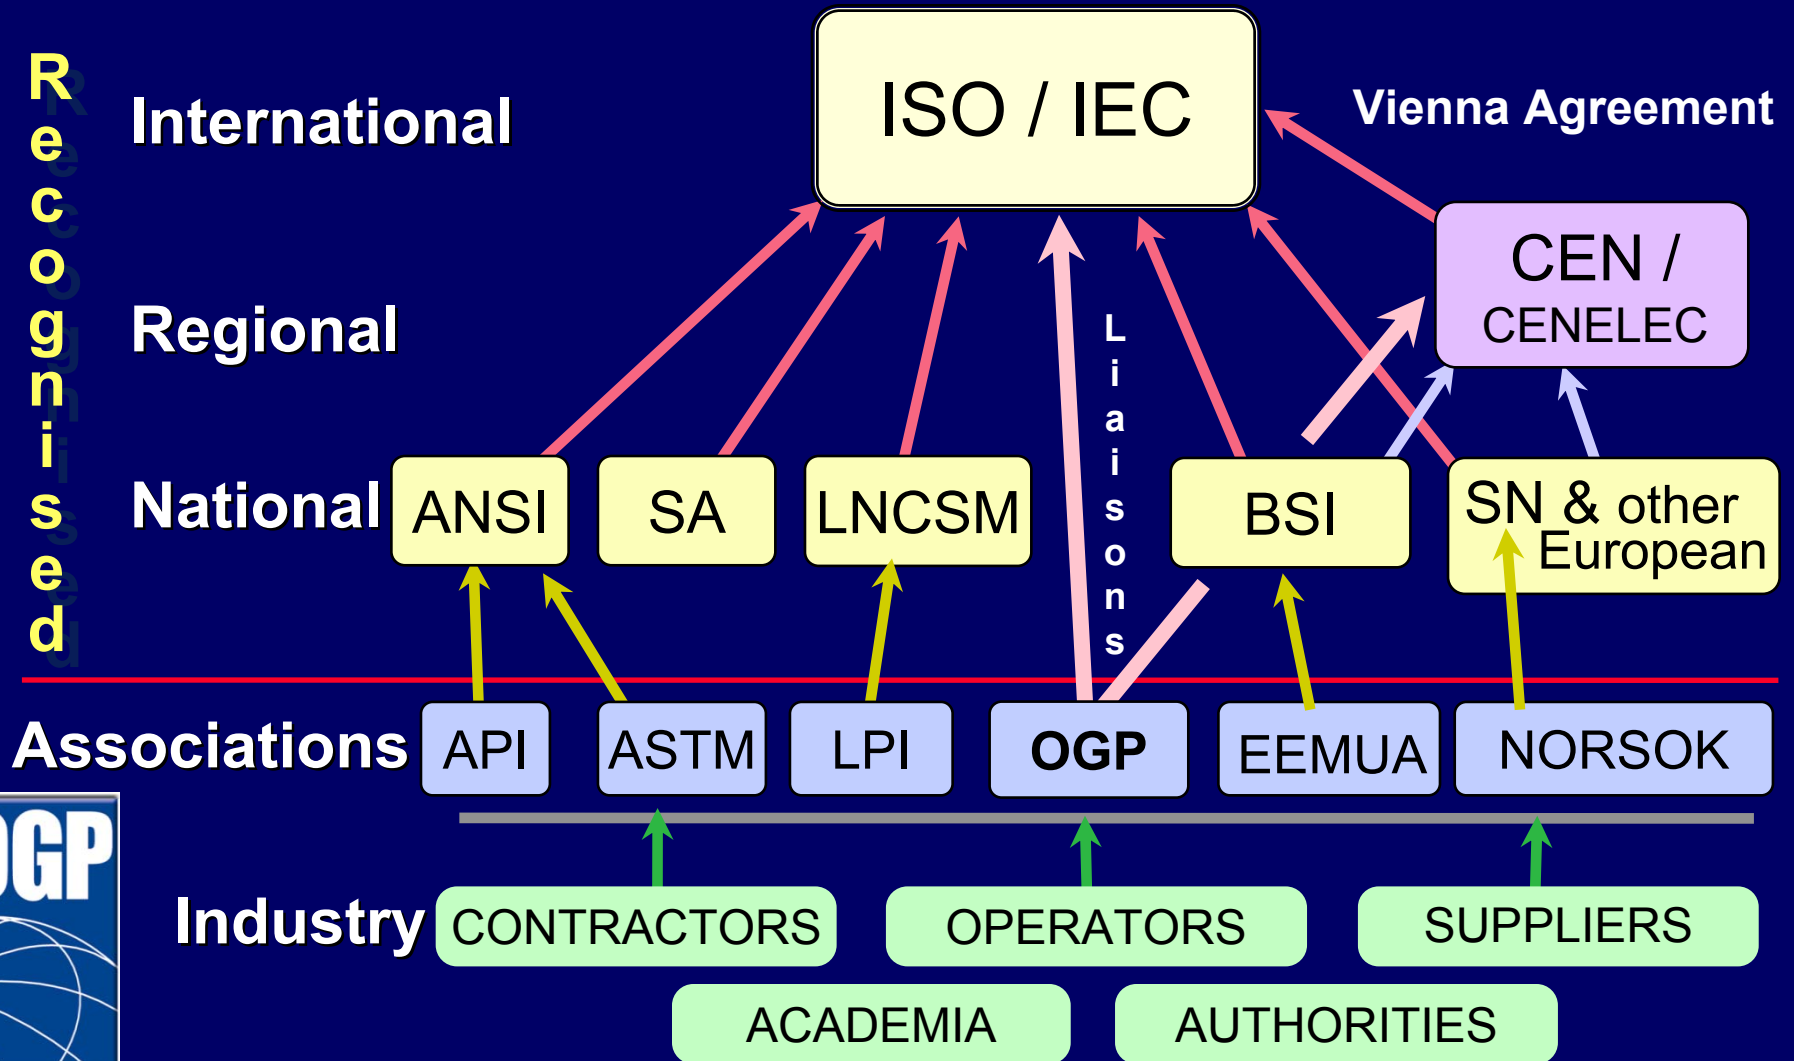 Recognised
International
ISO / IEC
Vienna Agreement
Regional
CEN /
CENELEC
Liaisons
National
ANSI
SA
LNCSM
BSI
SN & other
European
Associations
API
ASTM
LPI
OGP
EEMUA
NORSOK
OGP
Industry
CONTRACTORS
OPERATORS
SUPPLIERS
ACADEMIA
AUTHORITIES